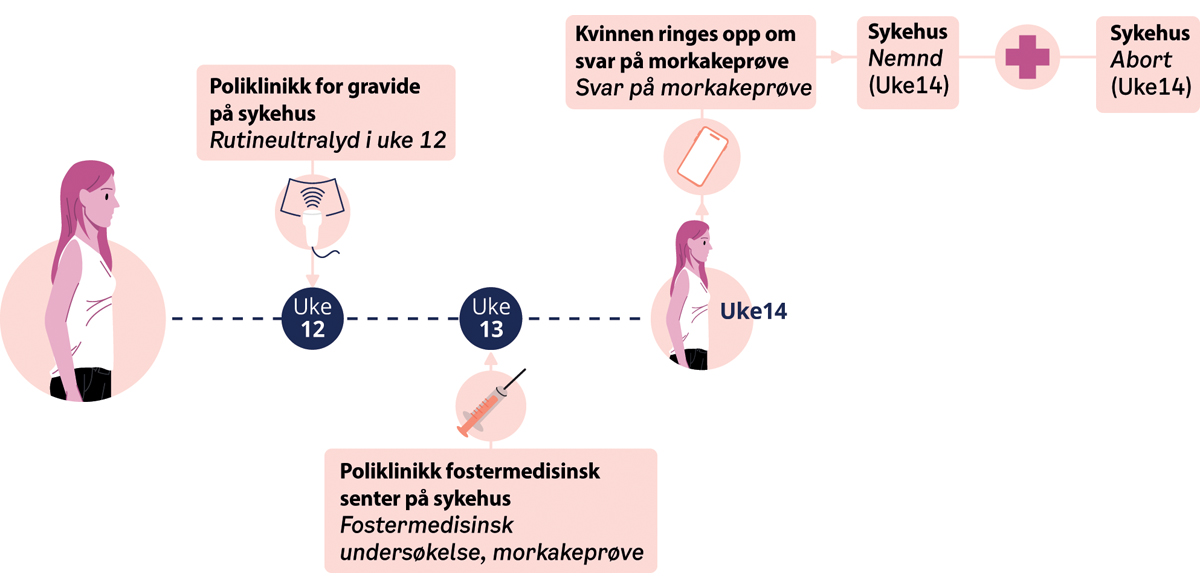 Poliklinikk for gravide
på sykehus
Rutineultralyd i uke 12
Uke
12
Uke
13
Poliklinikk fostermedisinsk
senter på sykehus
Fostermedisinsk
undersøkelse, morkakeprøve
Uke14
Kvinnen ringes opp om
svar på morkakeprøve
Svar på morkakeprøve
Sykehus
Nemnd
(Uke14)
Sykehus
Abort
(Uke14)